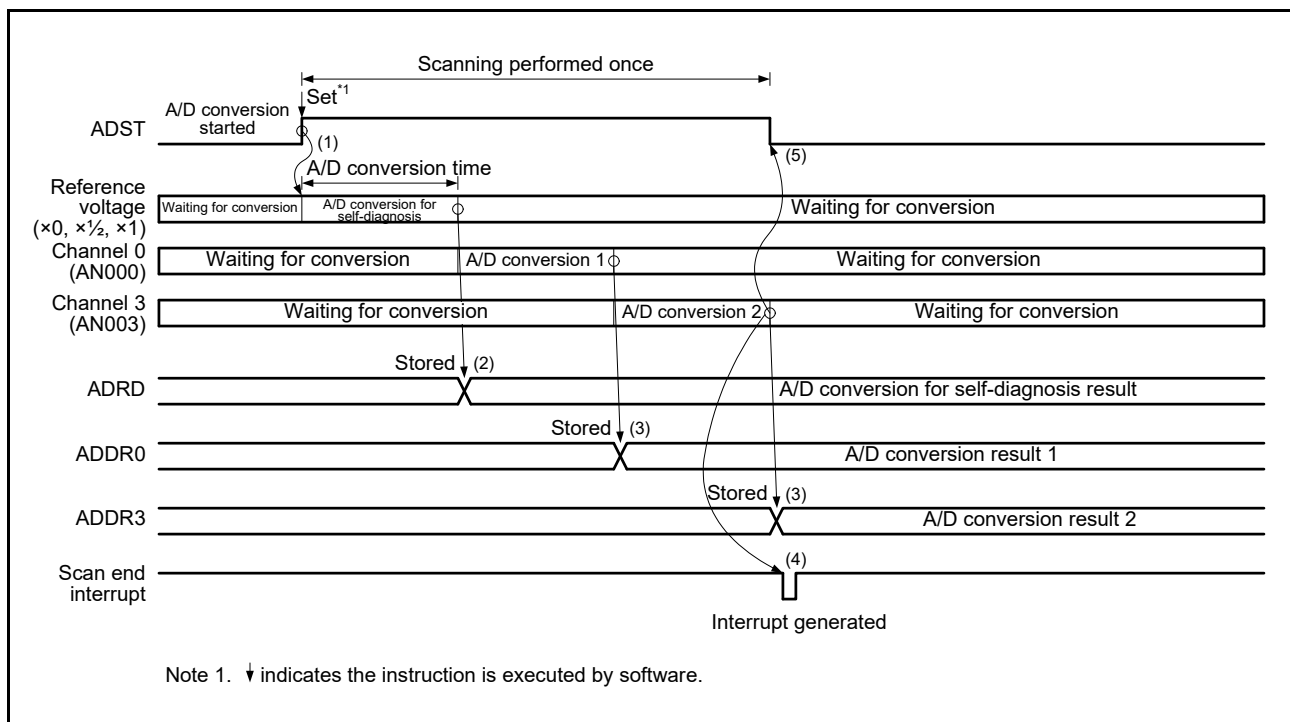 Scanning performed once
Set*1
A/D conversion
started
ADST
(1)
(5)
A/D conversion time
Reference
voltage
(×0, ×½, ×1)
Waiting for conversion
A/D conversion for
self-diagnosis
Waiting for conversion
Channel 0
(AN000)
Waiting for conversion
A/D conversion 1
Waiting for conversion
Channel 3
(AN003)
Waiting for conversion
A/D conversion 2
Waiting for conversion
Stored (2)
ADRD
A/D conversion for self-diagnosis result
Stored (3)
ADDR0
A/D conversion result 1
Stored (3)
ADDR3
A/D conversion result 2
(4)
Scan end
interrupt
Interrupt generated
Note 1. ↓ indicates the instruction is executed by software.